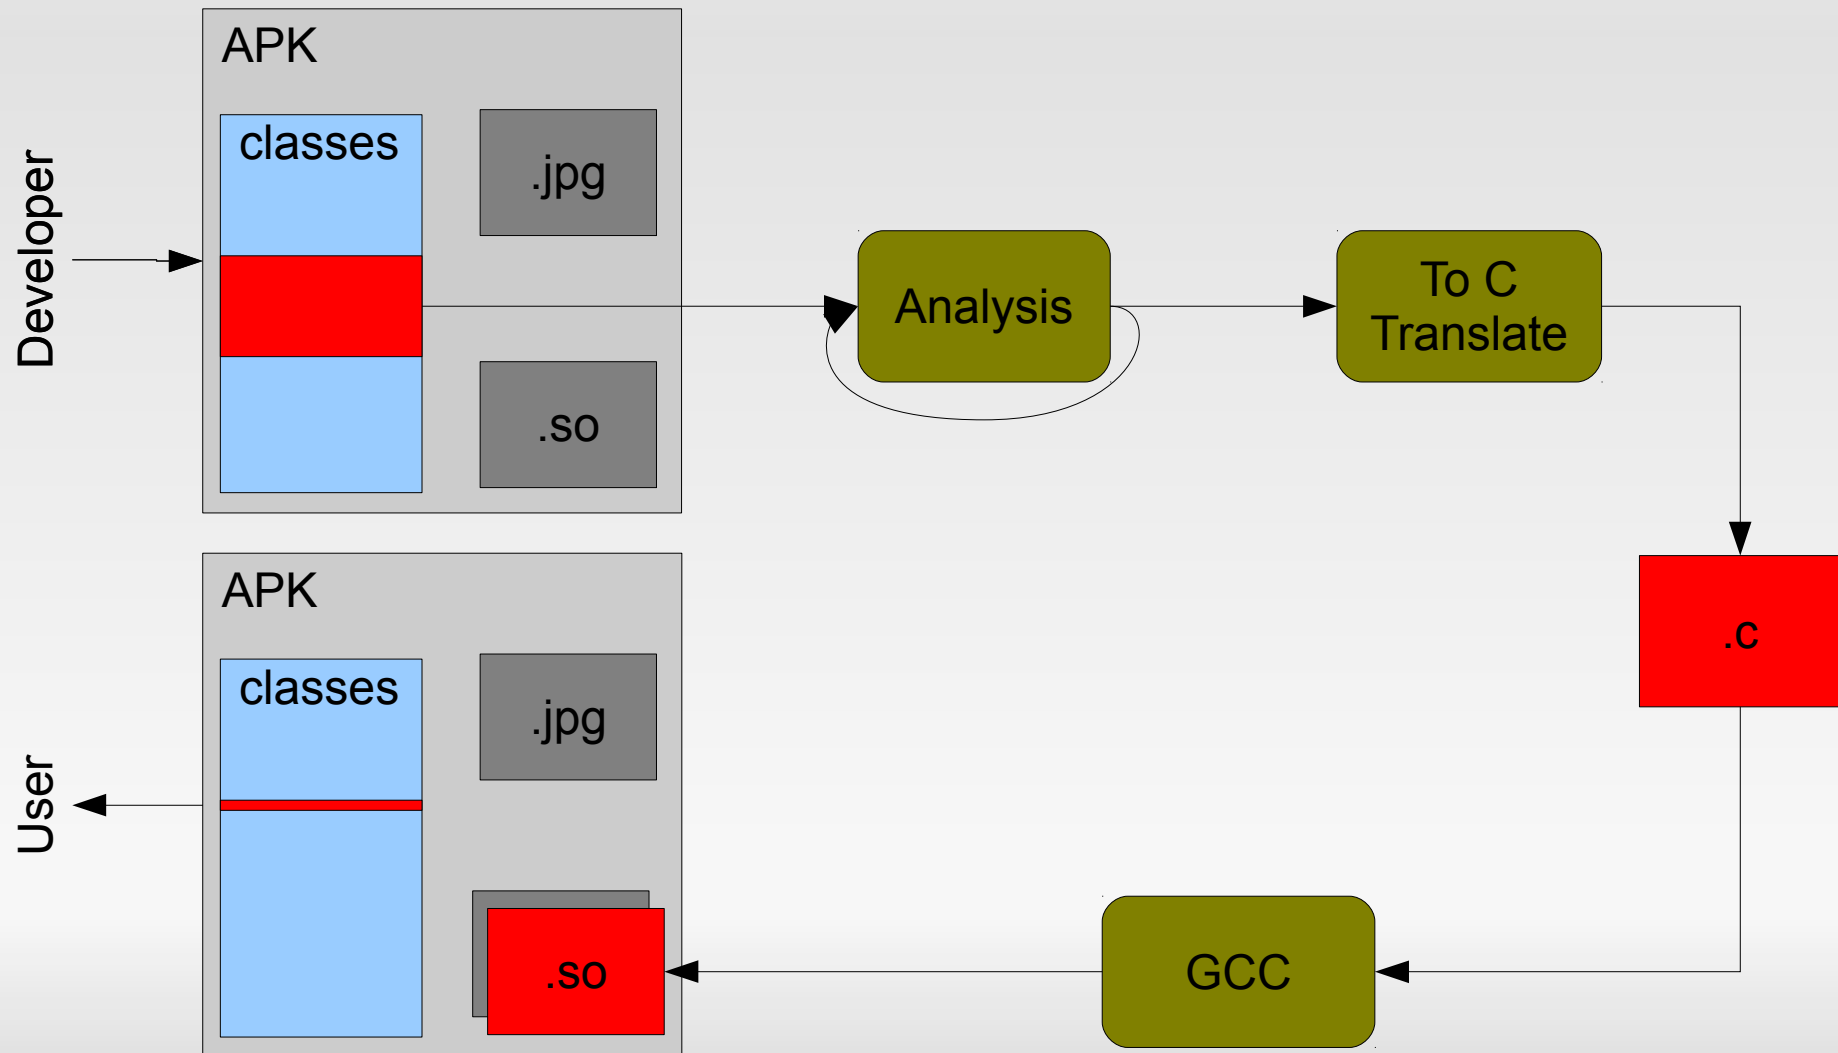 Developer
APK
classes
.jpg
.so
Analysis
To C
Translate
.c
GCC
User
APK
classes
.jpg
.so